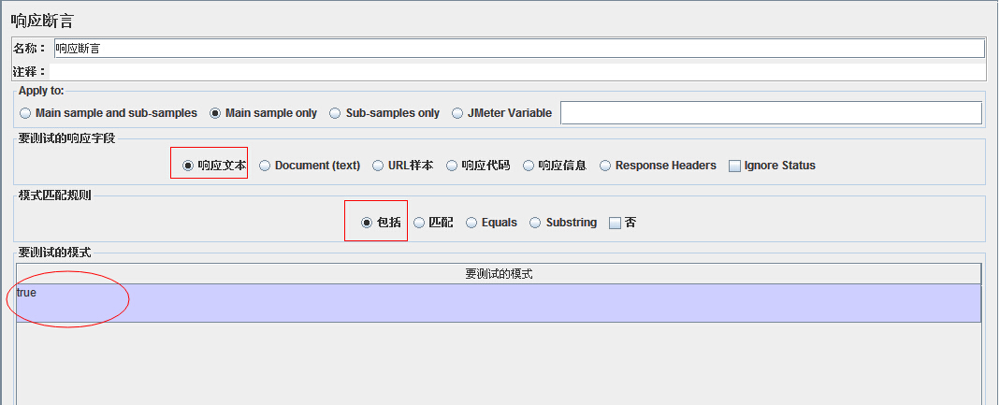 响应断言
名称： 响应断言
注释：
Apply to:
Main sample and sub-samples Main sample only Sub-samples only JMeter Variable
要测试的响应字段
响应文本 Document (text) URL样本 响应代码 响应信息 Response Headers Ignore Status
模式匹配规则
包括 匹配 Equals Substring 否
要测试的模式
要测试的模式
true